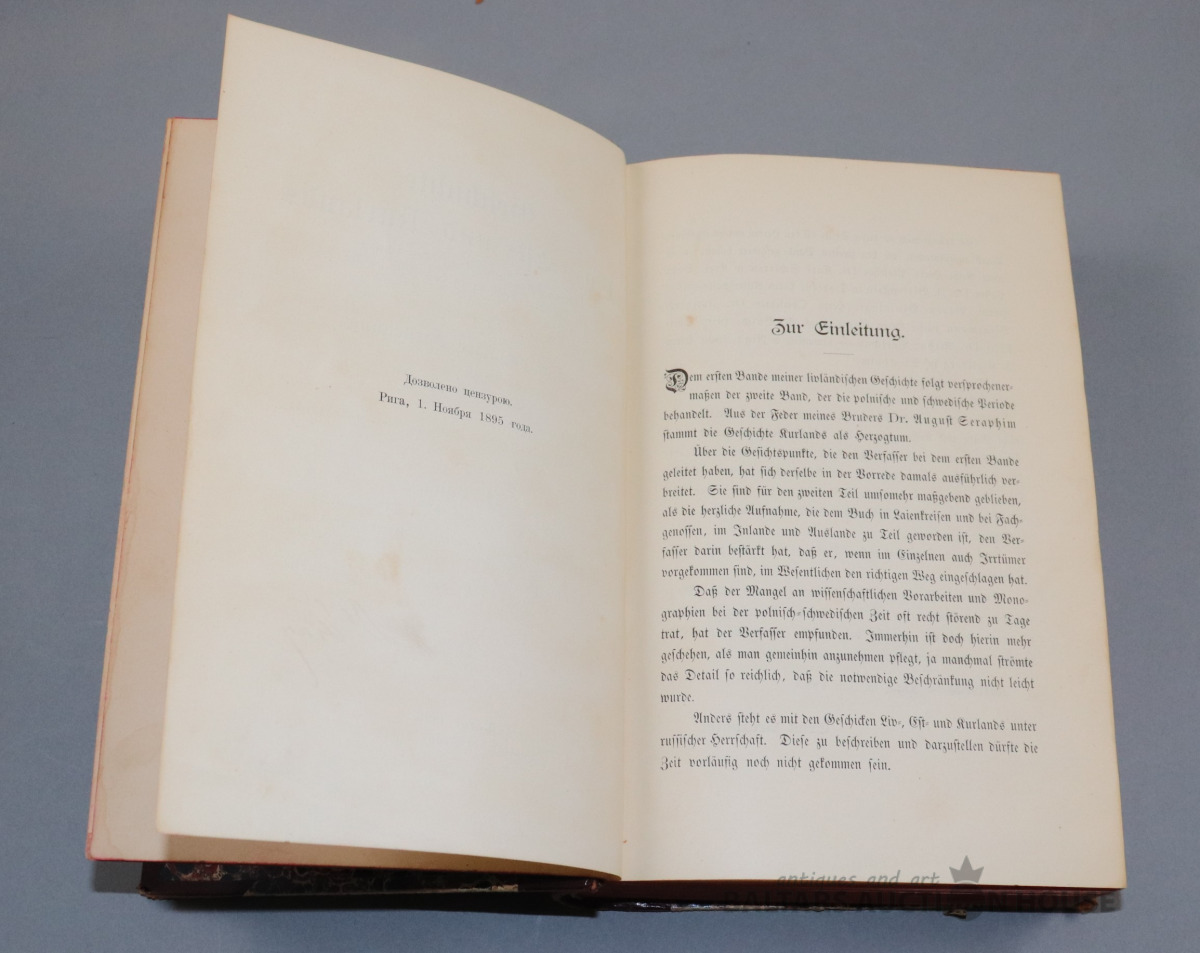 Дозволено цензурою.
Рига, 1. Ноября 1895 года.
Zur Einleitung.
Dem ersten Bande meiner livländischen Geschichte folgt versprochener-
maßen der zweite Band, der die polnische und schwedische Periode
behandelt. Aus der Feder meines Bruders Dr. August Seraphim
stammt die Geschichte Kurlands als Herzogtum.
Über die Gesichtspunkte, die den Verfasser bei dem ersten Bande
geleitet haben, hat sich derselbe in der Vorrede damals ausführlich ver-
breitet. Sie sind für den zweiten Teil umsomehr maßgebend geblieben,
als die herzliche Aufnahme, die dem Buch in Laienkreisen und bei Fach-
genossen, im Inlande und Auslande zu Teil geworden ist, den Ver-
fasser darin bestärkt hat, daß er, wenn im Einzelnen auch Irrtümer
vorgekommen sind, im Wesentlichen den richtigen Weg eingeschlagen hat.
Daß der Mangel an wissenschaftlichen Vorarbeiten und Mono-
graphien bei der polnisch-schwedischen Zeit oft recht störend zu Tage
trat, hat der Verfasser empfunden. Immerhin ist doch hierin mehr
geschehen, als man gemeinhin anzunehmen pflegt, ja manchmal strömte
das Detail so reichlich, daß die notwendige Beschränkung nicht leicht
wurde.
Anders steht es mit den Geschicken Liv-, Est- und Kurlands unter
russischer Herrschaft. Diese zu beschreiben und darzustellen dürfte die
Zeit vorläufig noch nicht gekommen sein.
antiques and art
AUCTION HOUSE